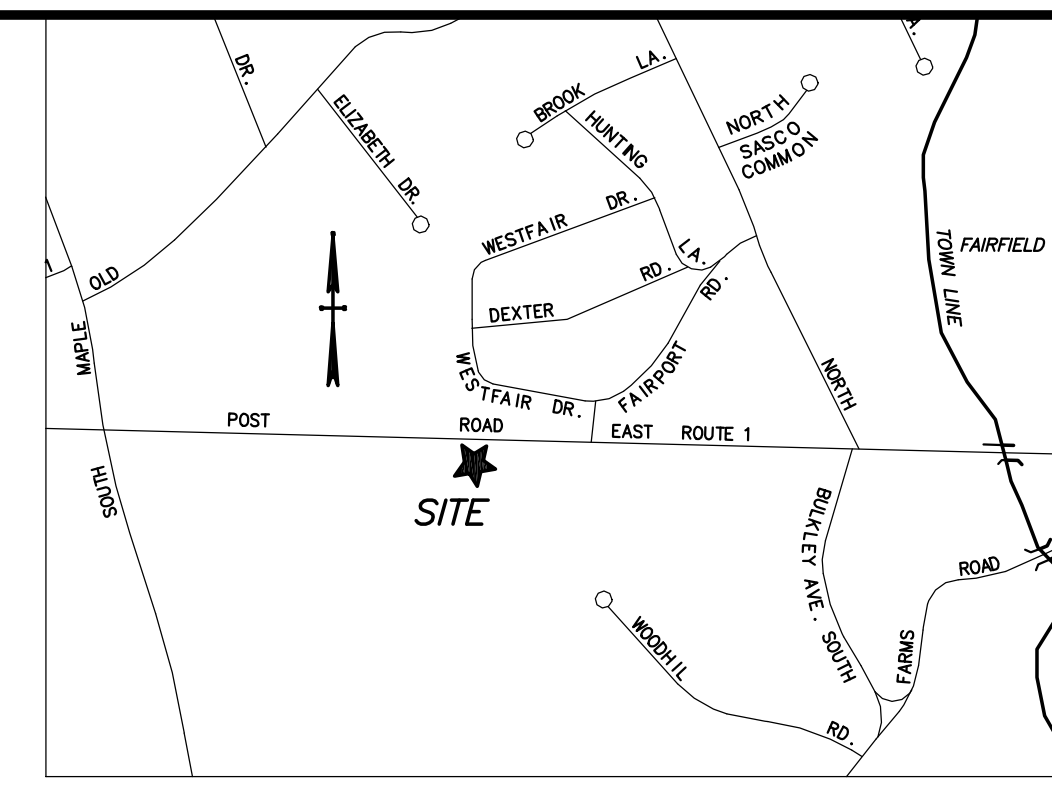 DR.
ELIZABETH DR.
BROOK LA.
HUNTING LA.
NORTH
SASCO
COMMON
WESTFAIR DR.
DEXTER RD.
FAIRPORT RD.
WESTFAIR DR.
OLD
1
MAPLE
SOUTH
POST ROAD EAST ROUTE 1
NORTH
TOWN LINE
FAIRFIELD
SITE
BULKLEY AVE. SOUTH
FARMS ROAD
WOODHIL RD.